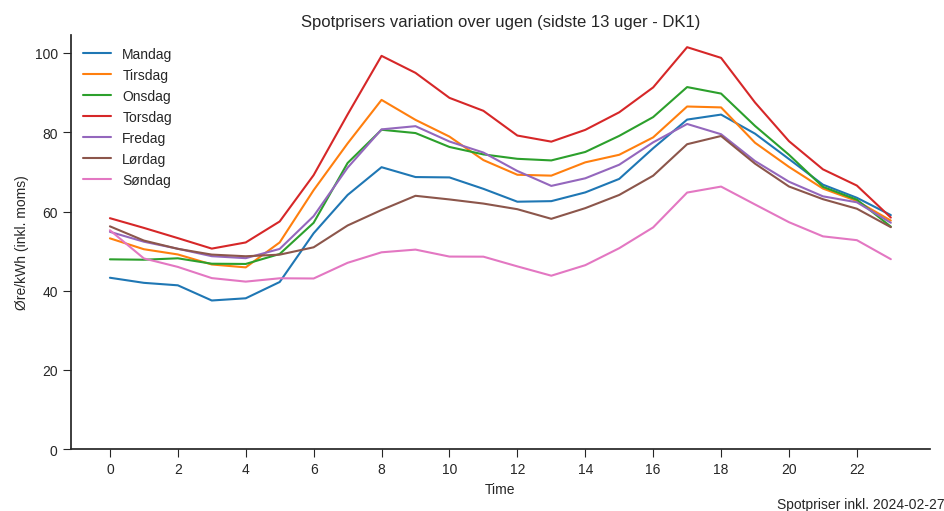 Spotprisers variation over ugen (sidste 13 uger - DK1)
Mandag
Tirsdag
Onsdag
Torsdag
Fredag
Lørdag
Søndag
Øre/kWh (inkl. moms)
100
80
60
40
20
0
0 2 4 6 8 10 12 14 16 18 20 22
Time
Spotpriser inkl. 2024-02-27